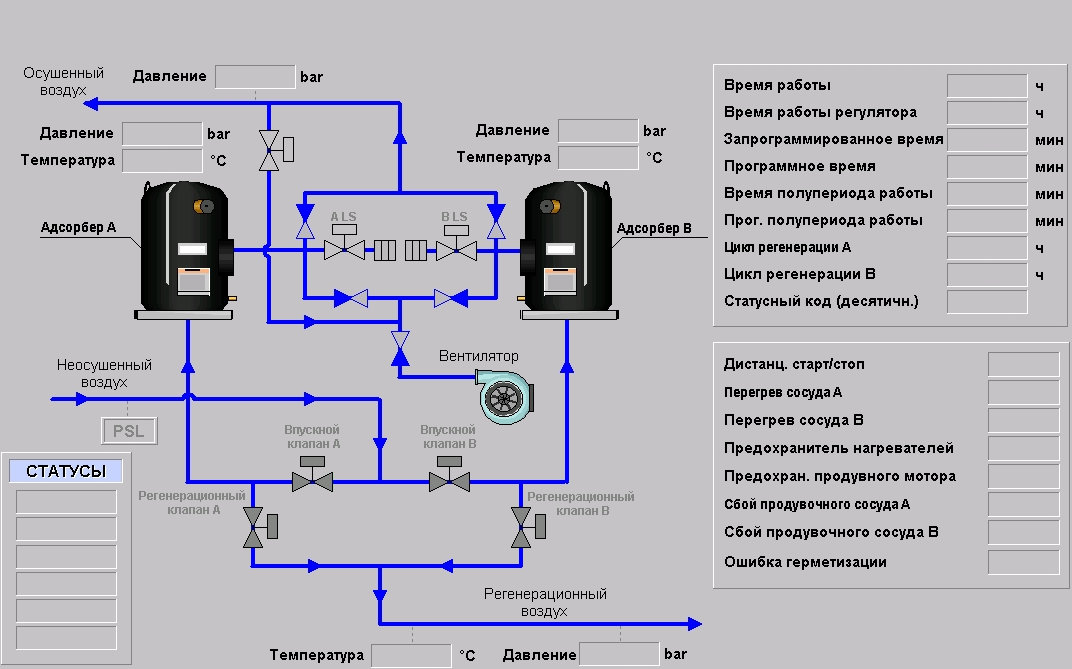 Осушенный
воздух
Давление bar
Давление bar
Температура °C
Давление bar
Температура °C
Адсорбер A
A LS
B LS
Адсорбер B
Неосушенный
воздух
PSL
Вентилятор
Впускной
клапан A
Впускной
клапан B
СТАТУСЫ
Регенерационный
клапан A
Регенерационный
клапан B
Регенерационный
воздух
Температура °C
Давление bar
Время работы ч
Время работы регулятора ч
Запрограммированное время мин
Программное время мин
Время полупериода работы мин
Прог. полупериода работы мин
Цикл регенерации A ч
Цикл регенерации B ч
Статусный код (десятичн.)
Дистанц. старт/стоп
Перегрев сосуда A
Перегрев сосуда B
Предохранитель нагревателей
Предохран. продувного мотора
Сбой продувочного сосуда A
Сбой продувочного сосуда B
Ошибка герметизации